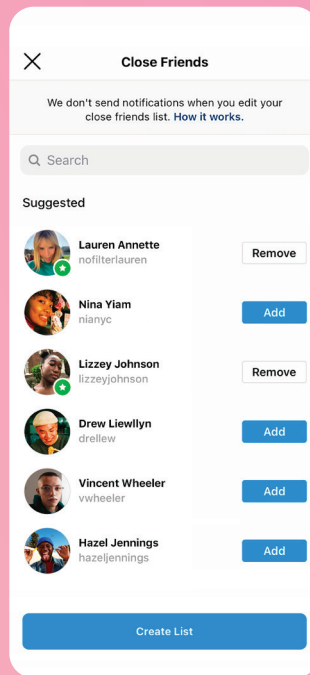 Close Friends
We don't send notifications when you edit your
close friends list. How it works.
Search
Suggested
Lauren Annette
nofilterlauren
Remove
Nina Yiam
nianyc
Add
Lizzey Johnson
lizzeyjohnson
Remove
Drew Liewllyn
drellew
Add
Vincent Wheeler
vwheeler
Add
Hazel Jennings
hazeljennings
Add
Create List